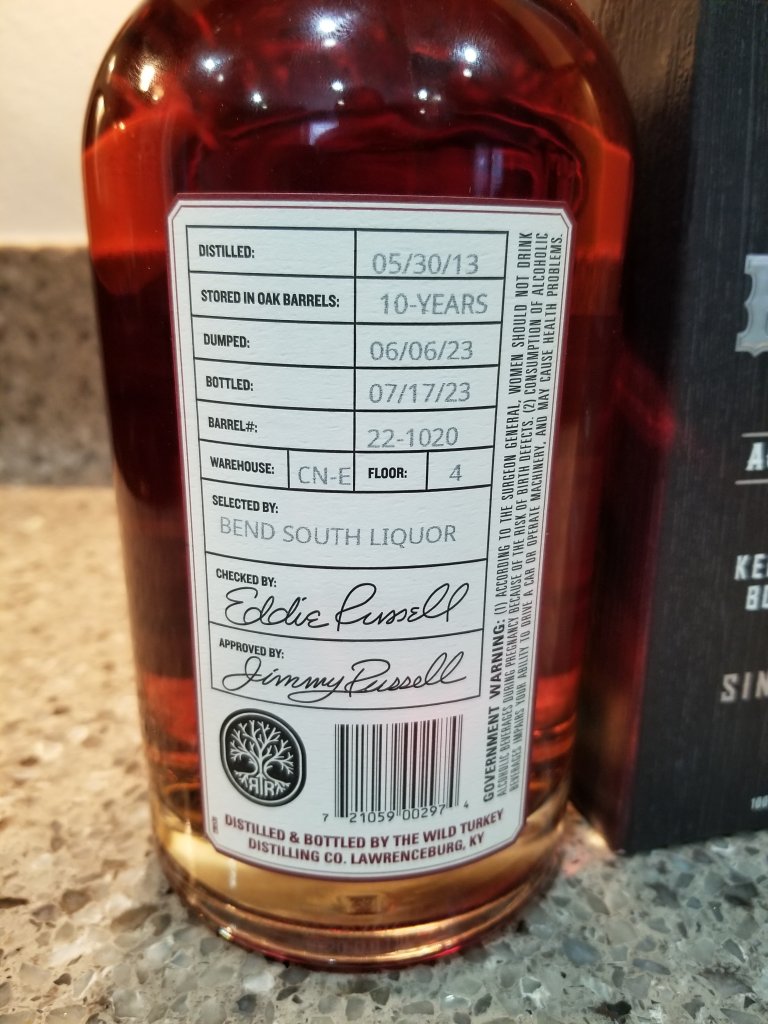 DISTILLED: 05/30/13
STORED IN OAK BARRELS: 10-YEARS
DUMPED: 06/06/23
BOTTLED: 07/17/23
BARREL#: 22-1020
WAREHOUSE: CN-E FLOOR: 4
SELECTED BY:
BEND SOUTH LIQUOR
CHECKED BY:
Eddie Russell
APPROVED BY:
Jimmy Russell
7 21059 00297 4
DISTILLED & BOTTLED BY THE WILD TURKEY
DISTILLING CO. LAWRENCEBURG, KY
GOVERNMENT WARNING: (1) ACCORDING TO THE SURGEON GENERAL, WOMEN SHOULD NOT DRINK
ALCOHOLIC BEVERAGES DURING PREGNANCY BECAUSE OF THE RISK OF BIRTH DEFECTS. (2) CONSUMPTION OF ALCOHOLIC
BEVERAGES IMPAIRS YOUR ABILITY TO DRIVE A CAR OR OPERATE MACHINERY, AND MAY CAUSE HEALTH PROBLEMS.
KE
SIN
100